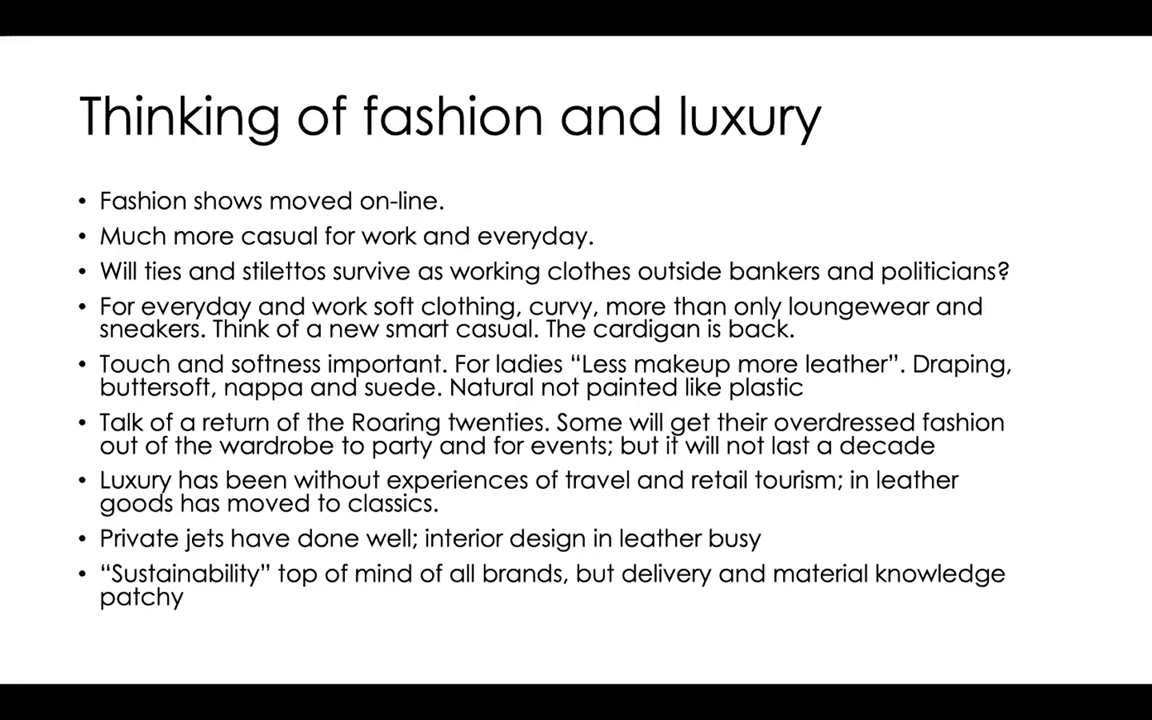 Thinking of fashion and luxury
• Fashion shows moved on-line.
• Much more casual for work and everyday.
• Will ties and stilettos survive as working clothes outside bankers and politicians?
• For everyday and work soft clothing, curvy, more than only loungewear and
sneakers. Think of a new smart casual. The cardigan is back.
• Touch and softness important. For ladies “Less makeup more leather”. Draping,
buttersoft, nappa and suede. Natural not painted like plastic
• Talk of a return of the Roaring twenties. Some will get their overdressed fashion
out of the wardrobe to party and for events; but it will not last a decade
• Luxury has been without experiences of travel and retail tourism; in leather
goods has moved to classics.
• Private jets have done well; interior design in leather busy
• “Sustainability” top of mind of all brands, but delivery and material knowledge
patchy